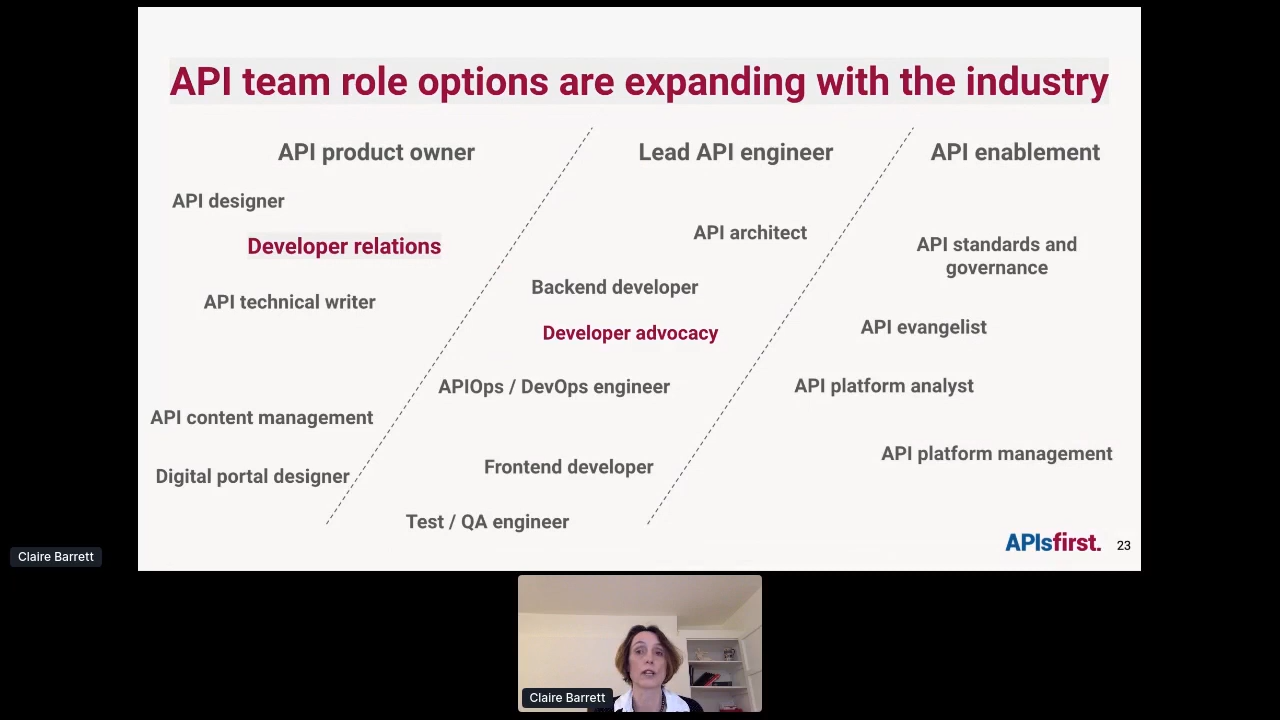 API team role options are expanding with the industry
API product owner
API designer
Developer relations
API technical writer
API content management
Digital portal designer
Lead API engineer
API architect
Backend developer
Developer advocacy
APIOps / DevOps engineer
Frontend developer
Test / QA engineer
API enablement
API standards and
governance
API evangelist
API platform analyst
API platform management
APIsfirst.
23
Claire Barrett
Claire Barrett